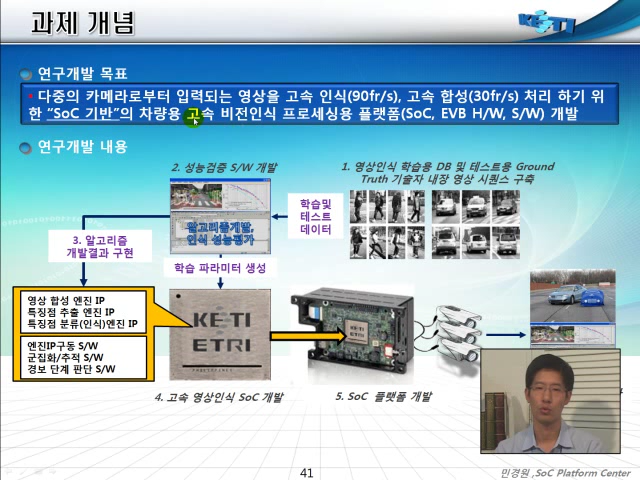 과제 개념
KETI
연구개발 목표
• 다중의 카메라로부터 입력되는 영상을 고속 인식(90fr/s), 고속 합성(30fr/s) 처리 하기 위
한 “SoC 기반”의 차량용 고속 비전인식 프로세싱용 플랫폼(SoC, EVB H/W, S/W) 개발
연구개발 내용
2. 성능검증 S/W 개발
1. 영상인식 학습용 DB 및 테스트용 Ground
Truth 기술자 내장 영상 시퀀스 구축
학습및
테스트
데이터
알고리즘개발,
인식 성능평가
3. 알고리즘
개발결과 구현
학습 파라미터 생성
영상 합성 엔진 IP
특징점 추출 엔진 IP
특징점 분류(인식)엔진 IP
엔진IP구동 S/W
군집화/추적 S/W
경보 단계 판단 S/W
KETI
ETRI
4. 고속 영상인식 SoC 개발
5. SoC 플랫폼 개발
41
민경원 ,SoC Platform Center